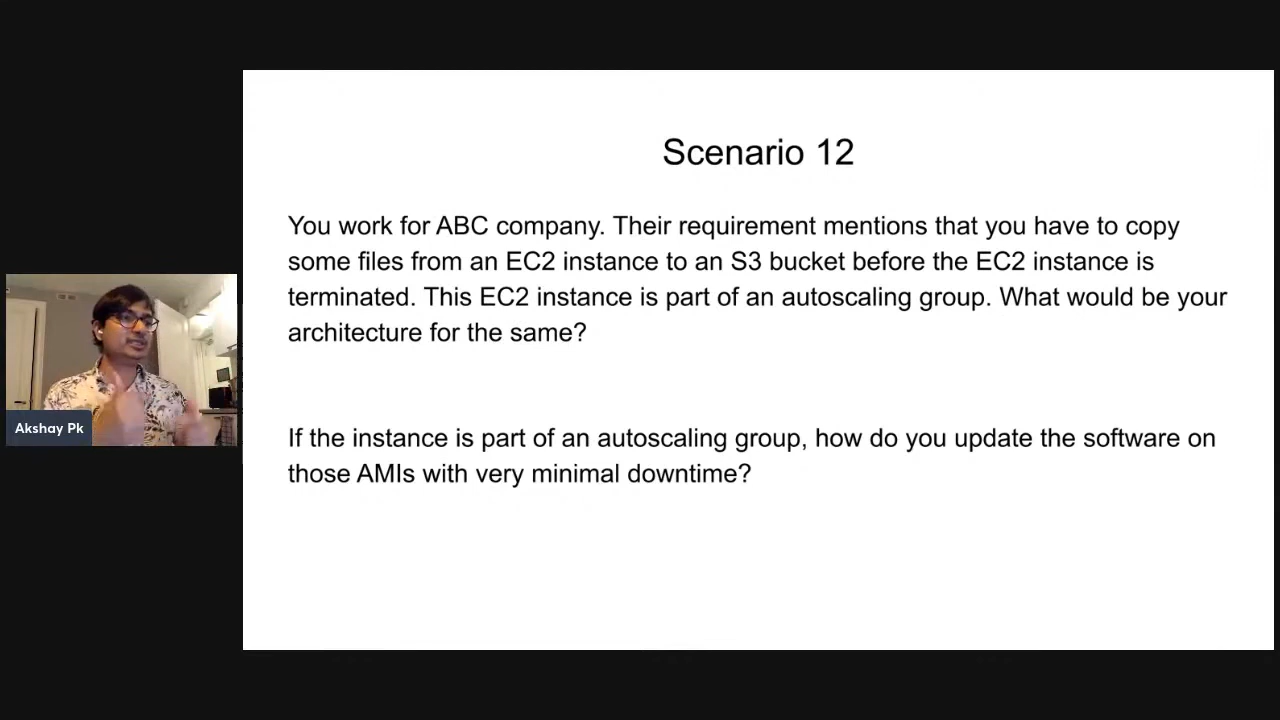 Scenario 12
You work for ABC company. Their requirement mentions that you have to copy
some files from an EC2 instance to an S3 bucket before the EC2 instance is
terminated. This EC2 instance is part of an autoscaling group. What would be your
architecture for the same?
If the instance is part of an autoscaling group, how do you update the software on
those AMIs with very minimal downtime?
Akshay Pk